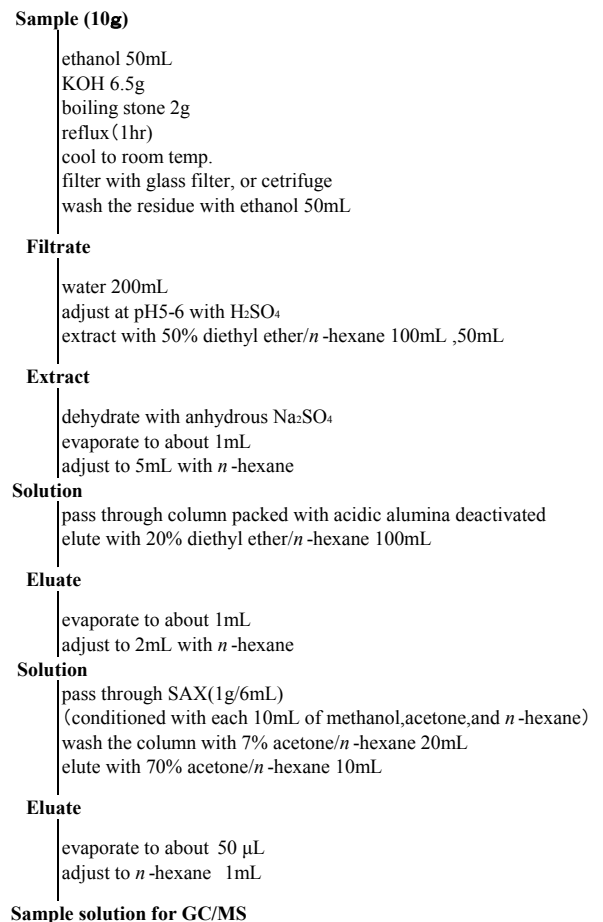 Sample (10g)
ethanol 50mL
KOH 6.5g
boiling stone 2g
reflux（1hr）
cool to room temp.
filter with glass filter, or cetrifuge
wash the residue with ethanol 50mL
Filtrate
water 200mL
adjust at pH5-6 with H₂SO₄
extract with 50% diethyl ether/n -hexane 100mL ,50mL
Extract
dehydrate with anhydrous Na₂SO₄
evaporate to about 1mL
adjust to 5mL with n -hexane
Solution
pass through column packed with acidic alumina deactivated
elute with 20% diethyl ether/n -hexane 100mL
Eluate
evaporate to about 1mL
adjust to 2mL with n -hexane
Solution
pass through SAX(1g/6mL)
（conditioned with each 10mL of methanol,acetone,and n -hexane）
wash the column with 7% acetone/n -hexane 20mL
elute with 70% acetone/n -hexane 10mL
Eluate
evaporate to about 50 μL
adjust to n -hexane 1mL
Sample solution for GC/MS